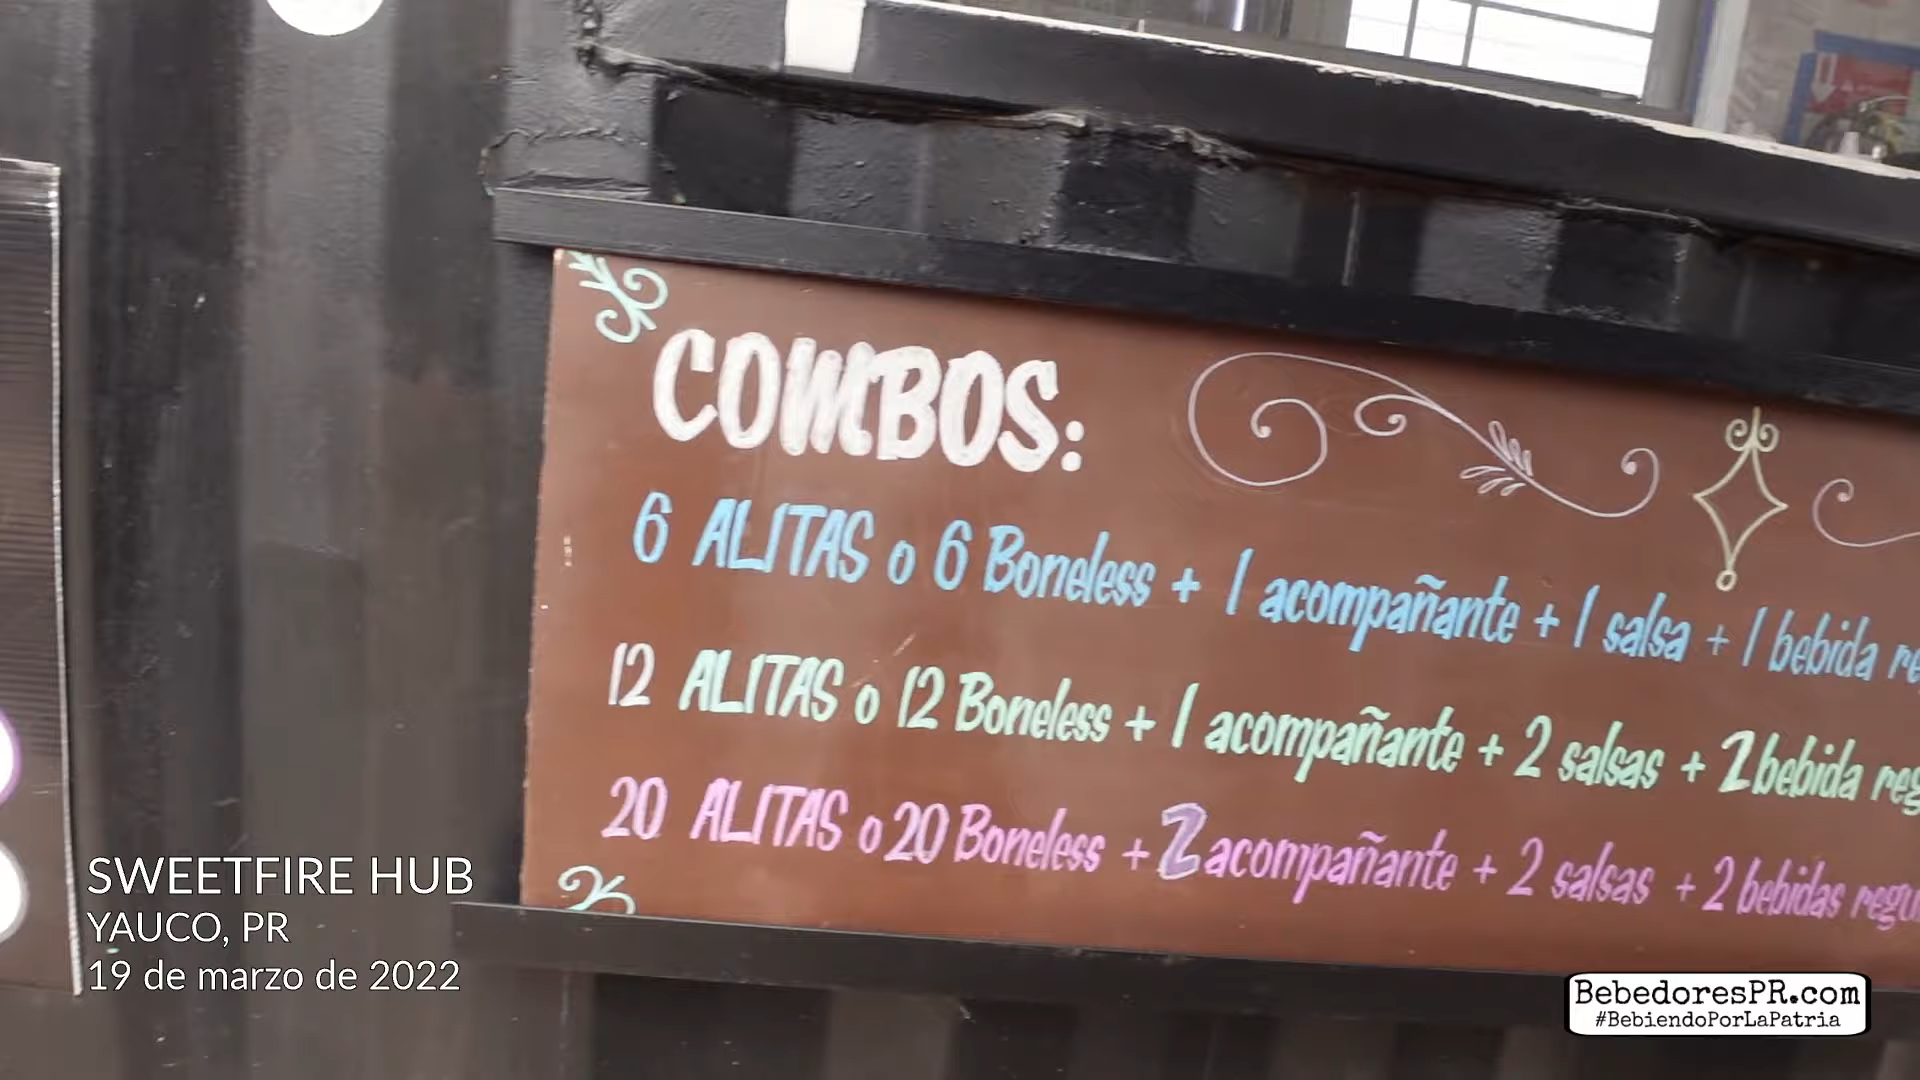 COMBOS:
6 ALITAS o 6 Boneless + 1 acompañante + 1 salsa + 1 bebida
12 ALITAS o 12 Boneless + 1 acompañante + 2 salsas + 2 bebida
20 ALITAS o 20 Boneless + 2 acompañante + 2 salsas + 2 bebidas
SWEETFIRE HUB
YAUCO, PR
19 de marzo de 2022
BebedoresPR.com
#BebiendoPorLaPatria